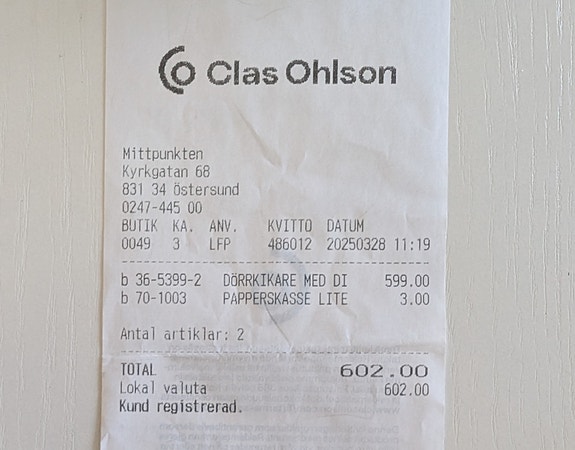 Clas Ohlson
Mittpunkten
Kyrkgatan 68
831 34 Östersund
0247-445 00
BUTIK KA. ANV. KVITTO DATUM
0049 3 LFP 486012 20250328 11:19
b 36-5399-2 DöRRKIKARE MED DI 599.00
b 70-1003 PAPPERSKASSE LITE 3.00
Antal artiklar: 2
TOTAL 602.00
Lokal valuta 602.00
Kund registrerad.